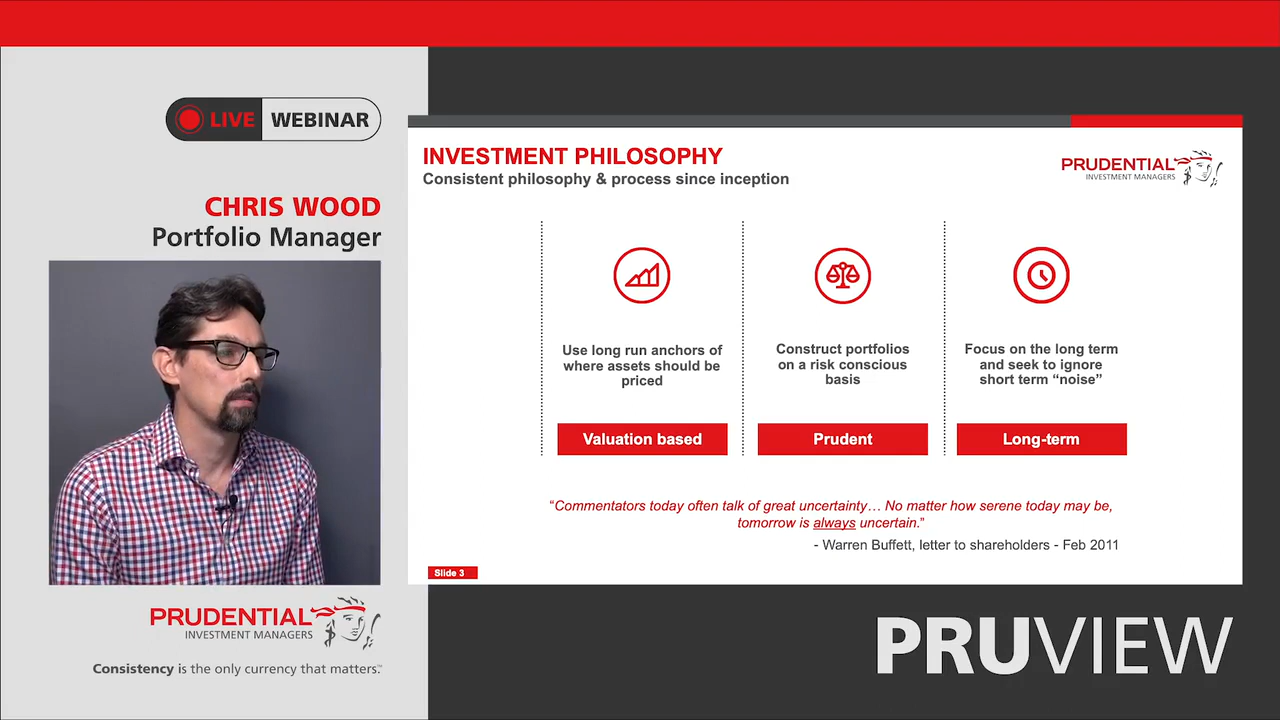 LIVE WEBINAR
CHRIS WOOD
Portfolio Manager
PRUDENTIAL
INVESTMENT MANAGERS
Consistency is the only currency that matters.™
INVESTMENT PHILOSOPHY
Consistent philosophy & process since inception
PRUDENTIAL
INVESTMENT MANAGERS
Use long run anchors of
where assets should be
priced
Valuation based
Construct portfolios
on a risk conscious
basis
Prudent
Focus on the long term
and seek to ignore
short term “noise”
Long-term
“Commentators today often talk of great uncertainty… No matter how serene today may be,
tomorrow is always uncertain.”
- Warren Buffett, letter to shareholders - Feb 2011
Slide 3
PRUVIEW